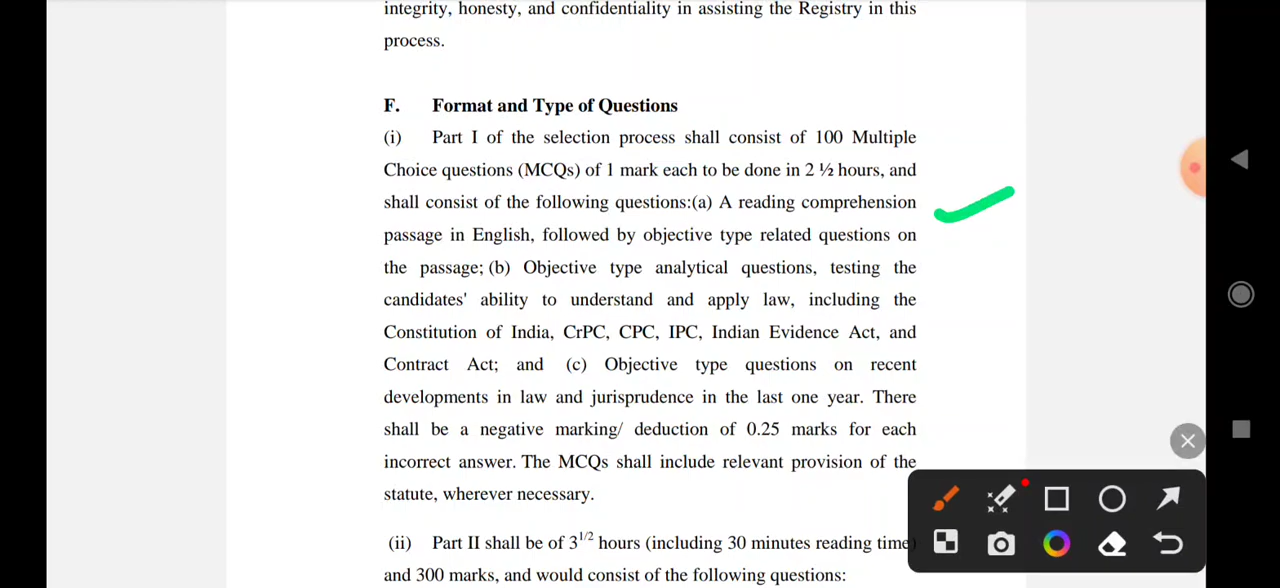 integrity, honesty, and confidentiality in assisting the Registry in this
process.
F. Format and Type of Questions
(i) Part I of the selection process shall consist of 100 Multiple
Choice questions (MCQs) of 1 mark each to be done in 2 ½ hours, and
shall consist of the following questions:(a) A reading comprehension
passage in English, followed by objective type related questions on
the passage; (b) Objective type analytical questions, testing the
candidates' ability to understand and apply law, including the
Constitution of India, CrPC, CPC, IPC, Indian Evidence Act, and
Contract Act; and (c) Objective type questions on recent
developments in law and jurisprudence in the last one year. There
shall be a negative marking/ deduction of 0.25 marks for each
incorrect answer. The MCQs shall include relevant provision of the
statute, wherever necessary.
(ii) Part II shall be of 3^1/2 hours (including 30 minutes reading time)
and 300 marks, and would consist of the following questions: